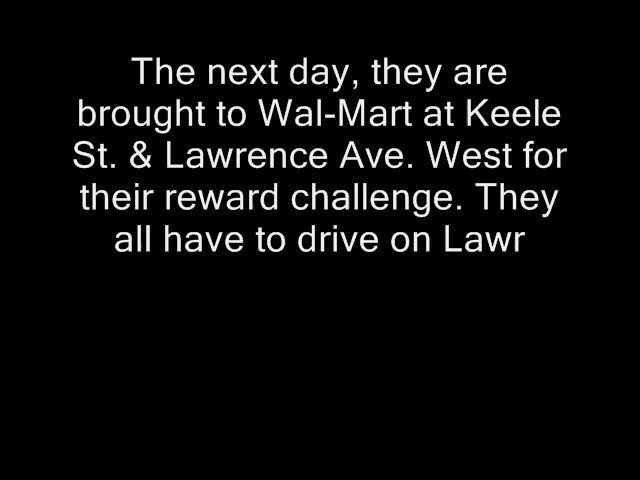 The next day, they are
brought to Wal-Mart at Keele
St. & Lawrence Ave. West for
their reward challenge. They
all have to drive on Lawr